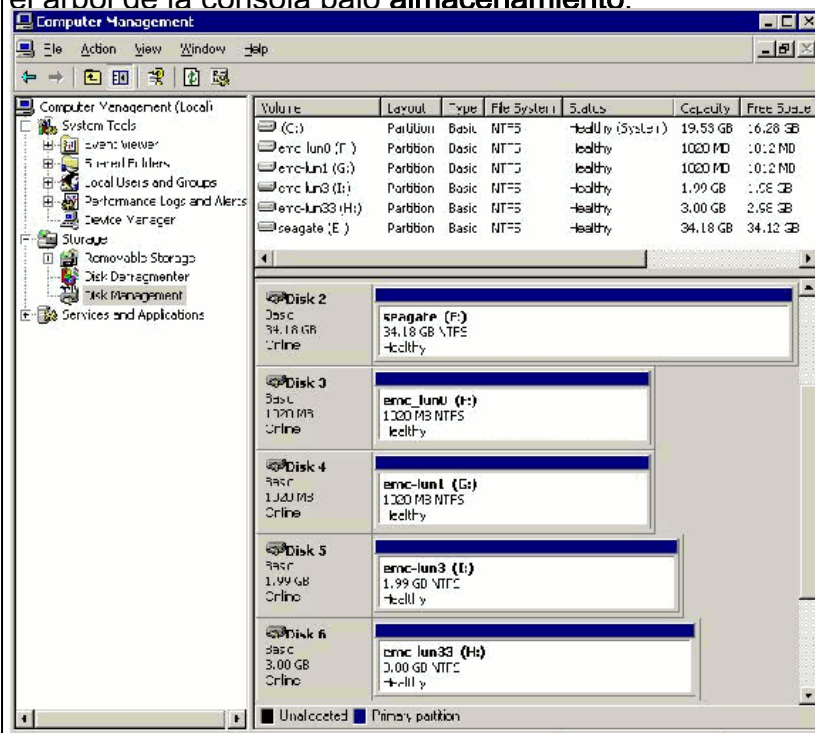 el árbol de la consola bajo almacenamiento.
Computer Management
File Action View Window Help
Computer Management (Local)
System Tools
Event Viewer
Shared Folders
Local Users and Groups
Performance Logs and Alerts
Device Manager
Storage
Removable Storage
Disk Defragmenter
Disk Management
Services and Applications
Volume Layout Type File System Status Capacity Free Space
(C:) Partition Basic NTFS Healthy (System) 19.53 GB 16.28 GB
emc_lun0 (F:) Partition Basic NTFS Healthy 1020 MB 1012 MB
emc-lun1 (G:) Partition Basic NTFS Healthy 1020 MB 1012 MB
emc-lun3 (I:) Partition Basic NTFS Healthy 1.99 GB 1.98 GB
emc-lun33 (H:) Partition Basic NTFS Healthy 3.00 GB 2.98 GB
seagate (E:) Partition Basic NTFS Healthy 34.18 GB 34.12 GB
Disk 2
Basic
34.18 GB
Online
seagate (E:)
34.18 GB NTFS
Healthy
Disk 3
Basic
1020 MB
Online
emc_lun0 (F:)
1020 MB NTFS
Healthy
Disk 4
Basic
1020 MB
Online
emc-lun1 (G:)
1020 MB NTFS
Healthy
Disk 5
Basic
1.99 GB
Online
emc-lun3 (I:)
1.99 GB NTFS
Healthy
Disk 6
Basic
3.00 GB
Online
emc-lun33 (H:)
3.00 GB NTFS
Healthy
Unallocated Primary partition